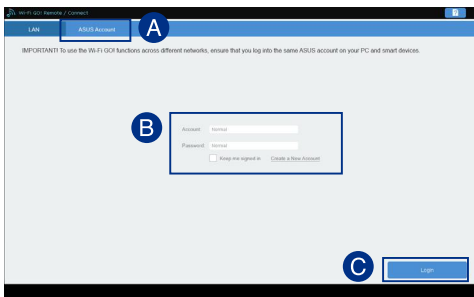 Wi-Fi GO! Remote / Connect
LAN
ASUS Account
A
IMPORTANT! To use the Wi-Fi GO! functions across different networks, ensure that you log into the same ASUS account on your PC and smart devices
B
Account Normal
Password Normal
Keep me signed in Create a New Account
C
Login